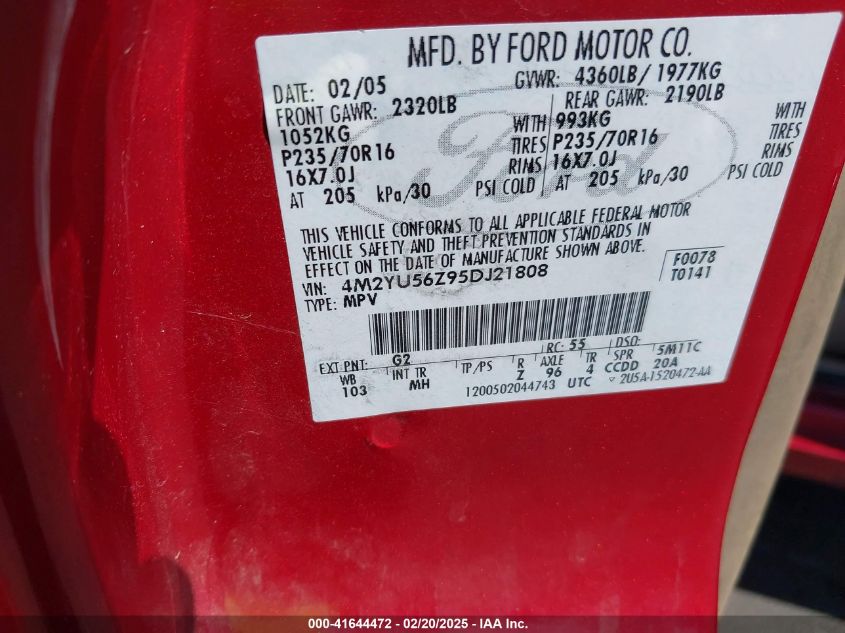 MFD. BY FORD MOTOR CO.
DATE: 02/05 GVWR: 4360LB/ 1977KG
FRONT GAWR: 2320LB REAR GAWR: 2190LB
1052KG WITH 993KG WITH
P235/70R16 TIRES P235/70R16 TIRES
16X7.0J RIMS 16X7.0J RIMS
AT 205 kPa/30 PSI COLD AT 205 kPa/30 PSI COLD
Ford
THIS VEHICLE CONFORMS TO ALL APPLICABLE FEDERAL MOTOR
VEHICLE SAFETY AND THEFT PREVENTION STANDARDS IN
EFFECT ON THE DATE OF MANUFACTURE SHOWN ABOVE.
VIN: 4M2YU56Z95DJ21808 F0078
TYPE: MPV T0141
EXT PNT: G2 RC: 55 DSO:
WB INT TR TP/PS R AXLE TR SPR 5M11C
103 MH Z 96 4 CCDD 20A
1200502044743 UTC 2U5A-1520472-AA
000-41644472 - 02/20/2025 - IAA Inc.